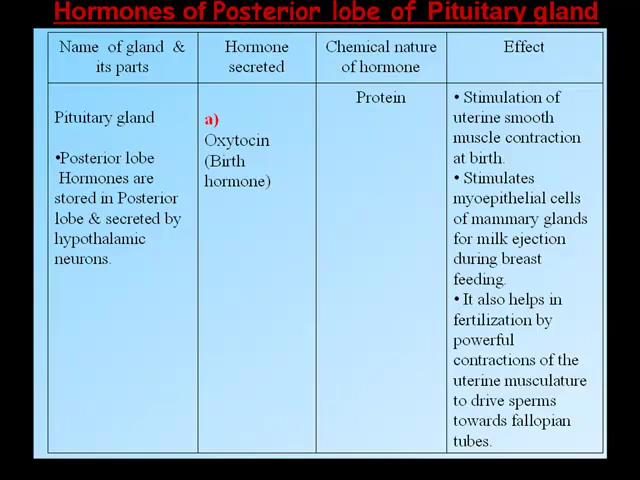 Hormones of Posterior lobe of Pituitary gland
Name of gland & its parts
Hormone secreted
Chemical nature of hormone
Effect
Pituitary gland
•Posterior lobe
Hormones are
stored in Posterior
lobe & secreted by
hypothalamic
neurons.
a)
Oxytocin
(Birth
hormone)
Protein
• Stimulation of
uterine smooth
muscle contraction
at birth.
• Stimulates
myoepithelial cells
of mammary glands
for milk ejection
during breast
feeding.
• It also helps in
fertilization by
powerful
contractions of the
uterine musculature
to drive sperms
towards fallopian
tubes.